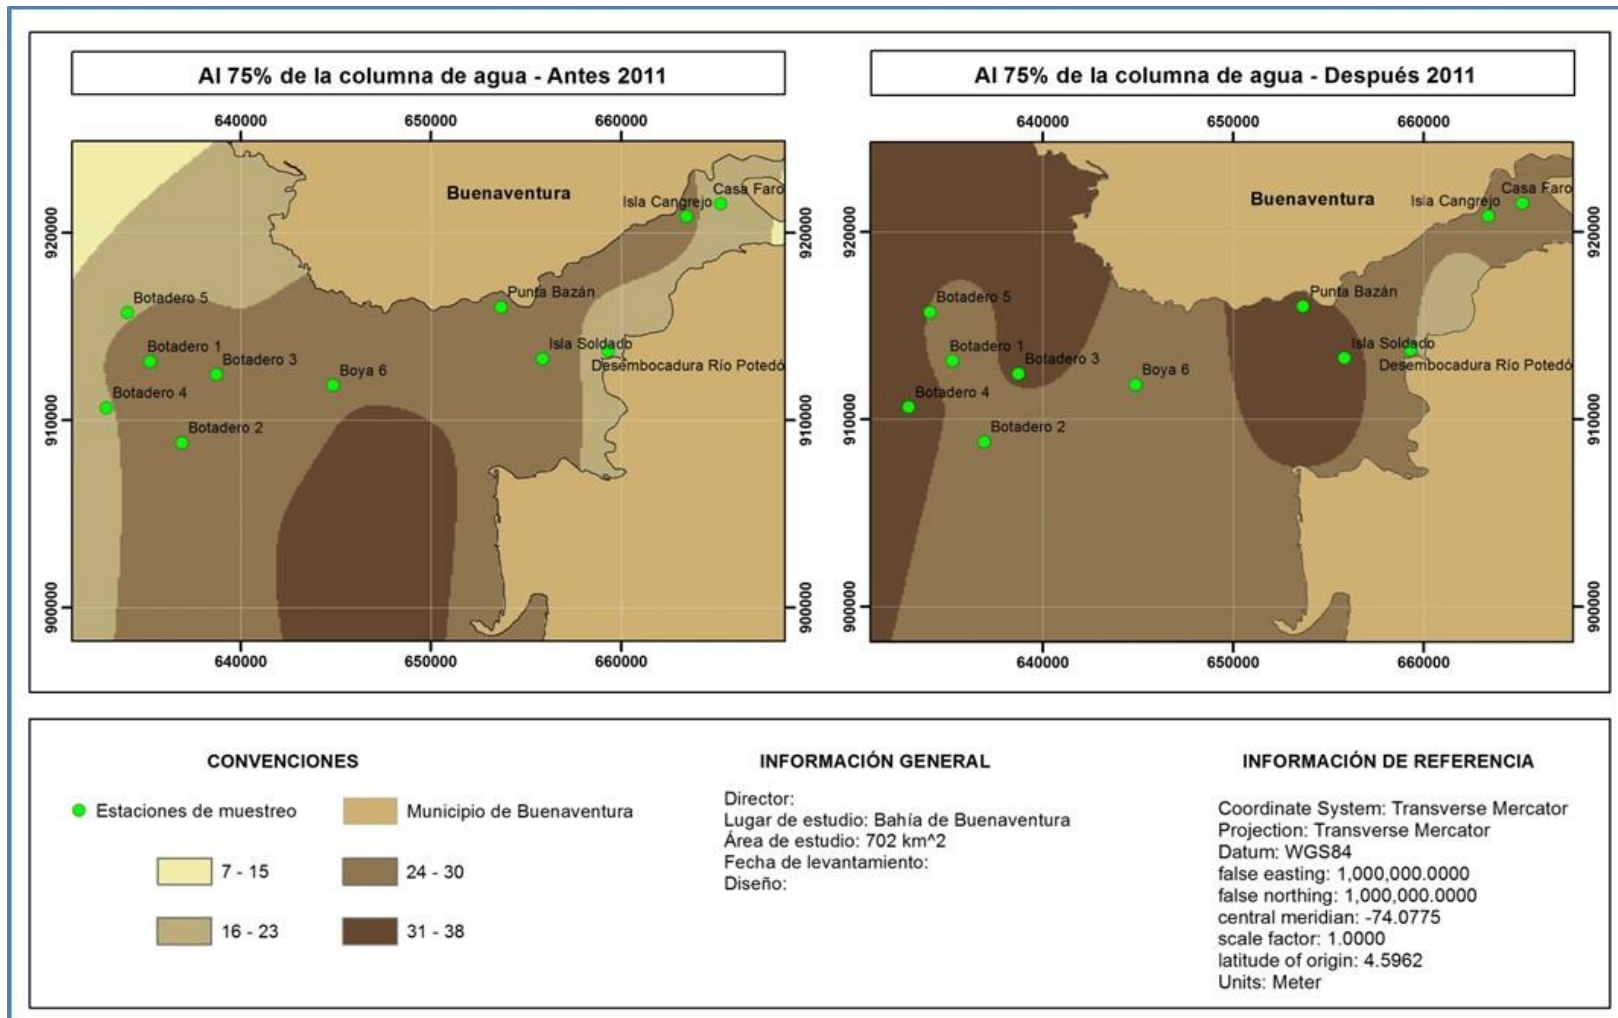 Al 75% de la columna de agua - Antes 2011
640000 650000 660000
920000
910000
900000
Buenaventura
Casa Faro
Isla Cangrejo
Botadero 5
Punta Bazán
Botadero 1
Botadero 3
Boya 6
Isla Soldado
Desembocadura Río Potedó
Botadero 4
Botadero 2
920000
910000
900000
640000 650000 660000
Al 75% de la columna de agua - Después 2011
640000 650000 660000
920000
910000
900000
Buenaventura
Casa Faro
Isla Cangrejo
Botadero 5
Punta Bazán
Botadero 1
Botadero 3
Boya 6
Isla Soldado
Desembocadura Río Potedó
Botadero 4
Botadero 2
920000
910000
900000
640000 650000 660000
CONVENCIONES
Estaciones de muestreo
Municipio de Buenaventura
7 - 15
24 - 30
16 - 23
31 - 38
INFORMACIÓN GENERAL
Director:
Lugar de estudio: Bahía de Buenaventura
Área de estudio: 702 km^2
Fecha de levantamiento:
Diseño:
INFORMACIÓN DE REFERENCIA
Coordinate System: Transverse Mercator
Projection: Transverse Mercator
Datum: WGS84
false easting: 1,000,000.0000
false northing: 1,000,000.0000
central meridian: -74.0775
scale factor: 1.0000
latitude of origin: 4.5962
Units: Meter